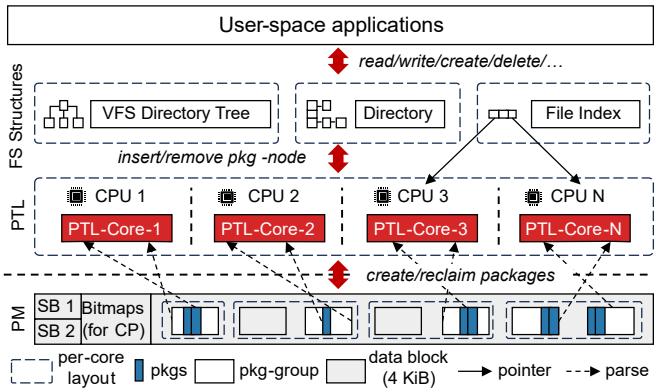 User-space applications
read/write/create/delete/…
FS Structures
VFS Directory Tree
Directory
File Index
insert/remove pkg -node
PTL
CPU 1
CPU 2
CPU 3
CPU N
PTL-Core-1
PTL-Core-2
PTL-Core-3
PTL-Core-N
create/reclaim packages
PM
SB 1
SB 2
Bitmaps
(for CP)
per-core
layout
pkgs
pkg-group
data block
(4 KiB)
pointer
parse